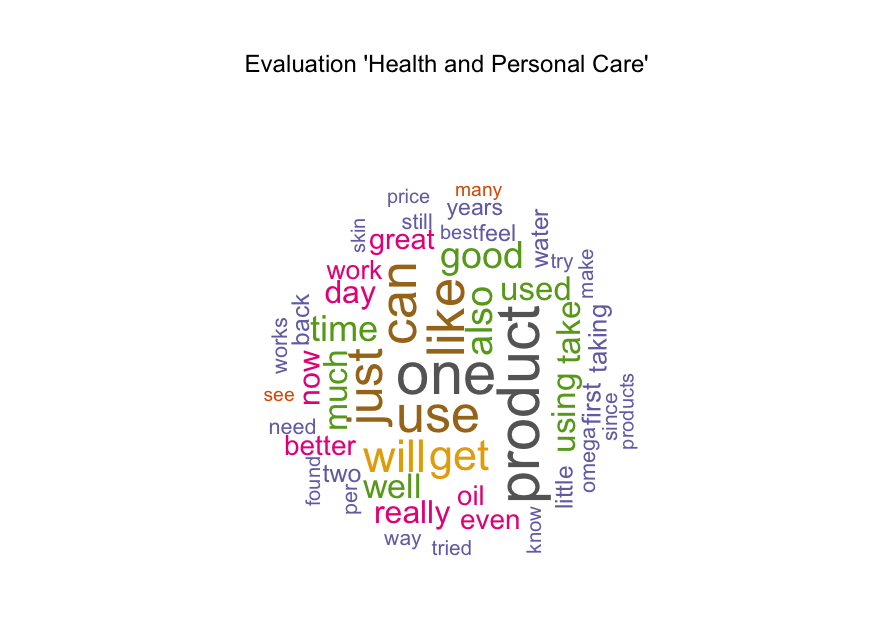 Evaluation 'Health and Personal Care'
many
price
years
still
skin
great
best
feel
water
good
try
work
make
day
can
used
like
also
back
time
works
take
taking
product
now
just
much
one
see
using
first
since
products
use
need
better
will
get
omega
found
two
well
pero
little
oil
really
even
know
way
tried